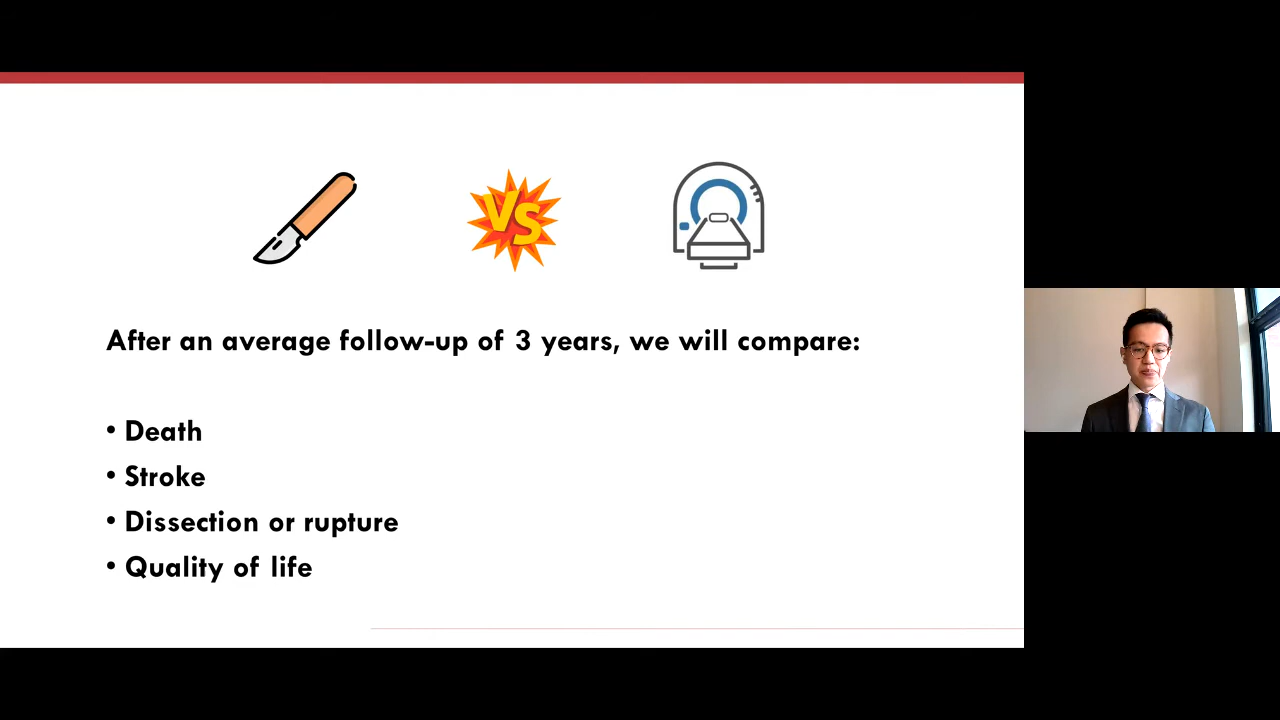 VS
After an average follow-up of 3 years, we will compare:
• Death
• Stroke
• Dissection or rupture
• Quality of life